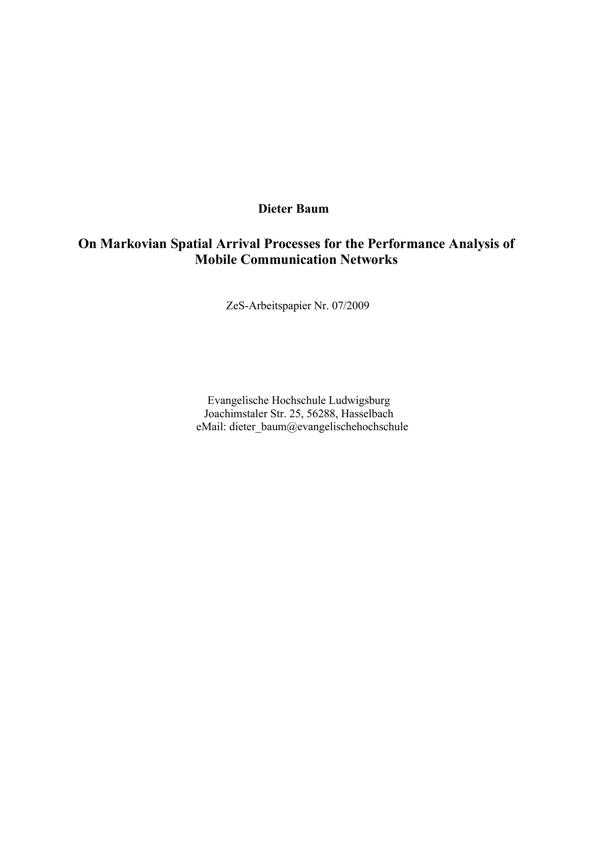 Dieter Baum
On Markovian Spatial Arrival Processes for the Performance Analysis of
Mobile Communication Networks
ZeS-Arbeitspapier Nr. 07/2009
Evangelische Hochschule Ludwigsburg
Joachimstaler Str. 25, 56288, Hasselbach
eMail: dieter_baum@evangelischehochschule